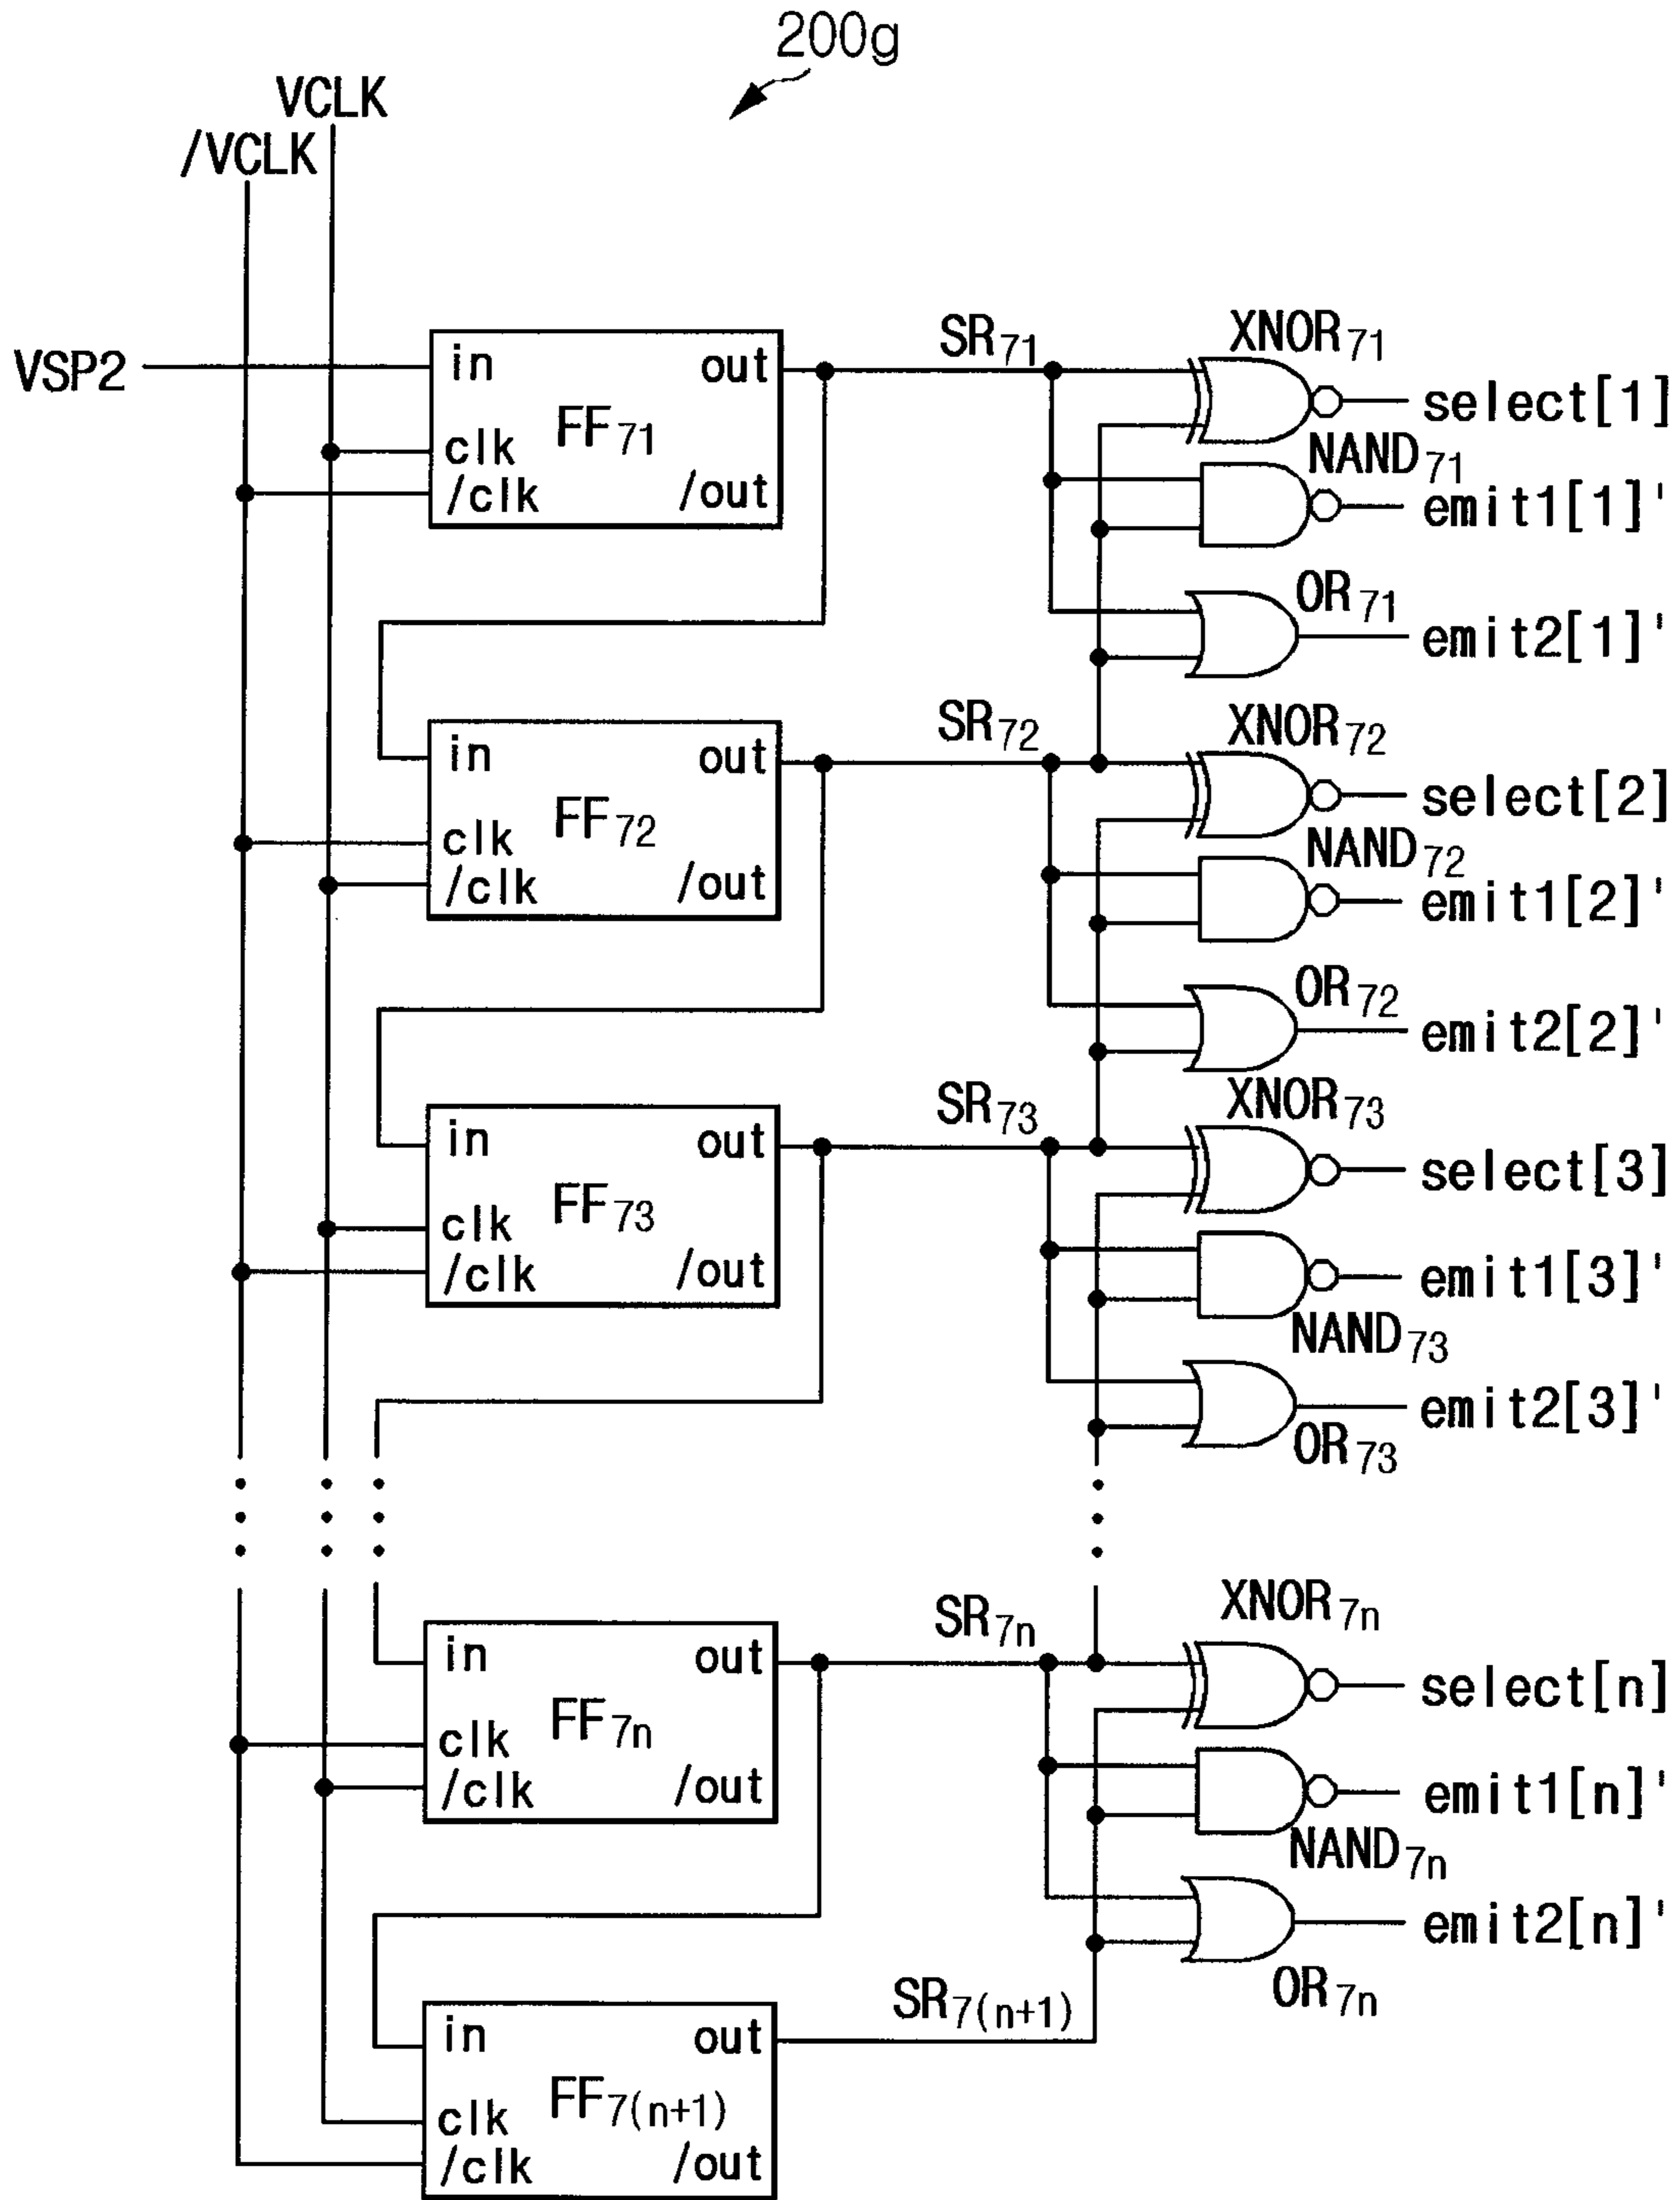 200g
VCLK
/VCLK
VSP2
in
out
FF71
clk
/clk
/out
SR71
XNOR71
select[1]
NAND71
emit1[1]'
OR71
emit2[1]'
in
out
FF72
clk
/clk
/out
SR72
XNOR72
select[2]
NAND72
emit1[2]'
OR72
emit2[2]'
in
out
FF73
clk
/clk
/out
SR73
XNOR73
select[3]
emit1[3]'
NAND73
emit2[3]'
OR73
in
out
FF7n
clk
/clk
/out
SR7n
XNOR7n
select[n]
emit1[n]'
NAND7n
emit2[n]'
OR7n
in
out
FF7(n+1)
clk
/clk
/out
SR7(n+1)